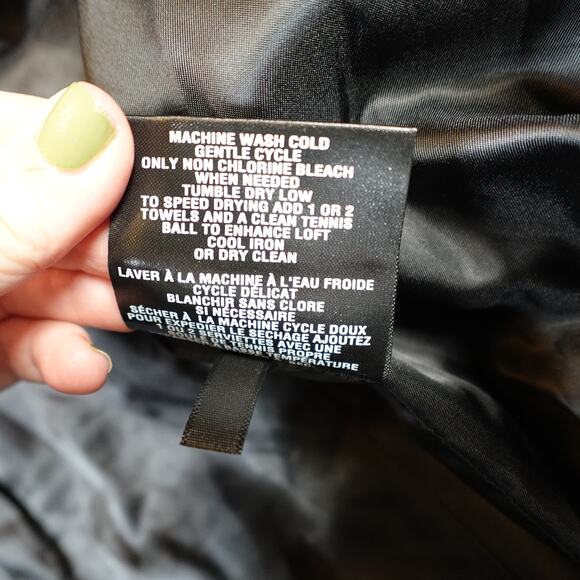 MACHINE WASH COLD
GENTLE CYCLE
ONLY NON CHLORINE BLEACH
WHEN NEEDED
TUMBLE DRY LOW
TO SPEED DRYING ADD 1 OR 2
TOWELS AND A CLEAN TENNIS
BALL TO ENHANCE LOFT
COOL IRON
OR DRY CLEAN
LAVER À LA MACHINE À L'EAU FROIDE
CYCLE DÉLICAT
BLANCHIR SANS CLORE
SI NÉCESSAIRE
SÉCHER À LA MACHINE CYCLE DOUX
POUR EXPEDIER LE SÉCHAGE AJOUTEZ
SERVIETTES AVEC UNE
PROPRE
TEMPÉRATURE